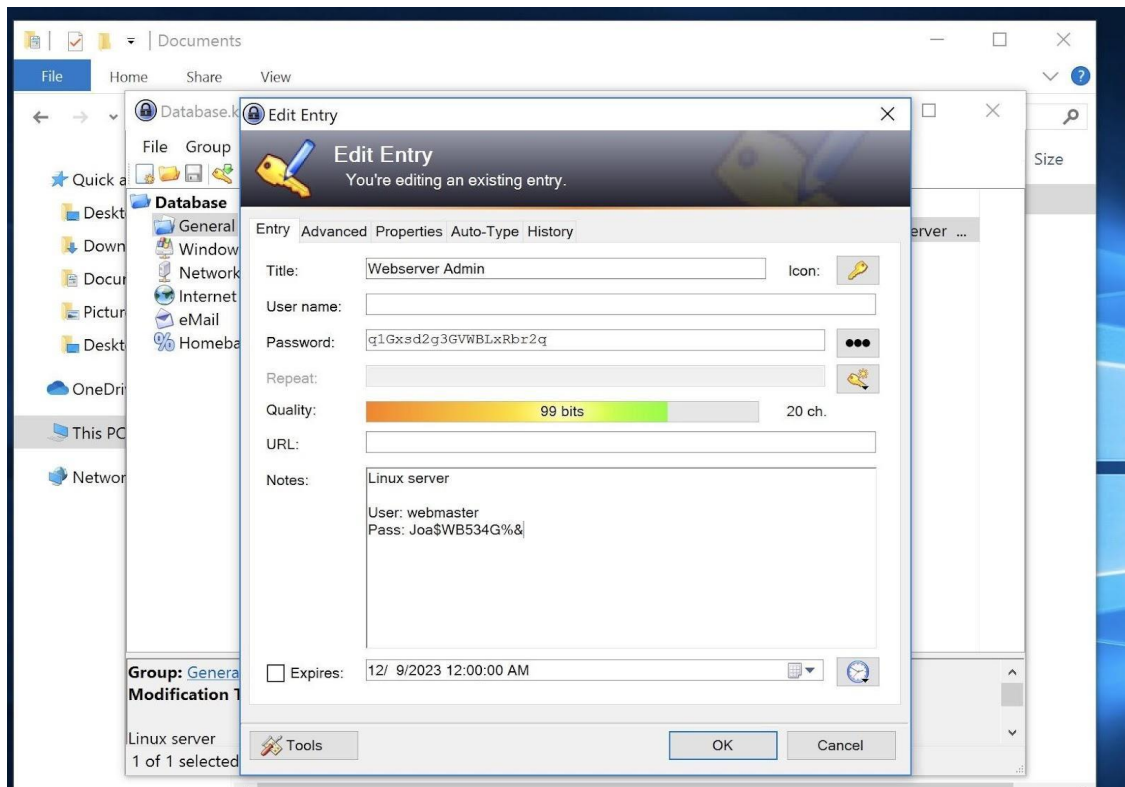 Documents
File Home Share View
Database.k
Edit Entry
File Group
Edit Entry
You're editing an existing entry.
Size
Quick a
Deskt
Down
Docur
Pictur
Deskt
OneDri
This PC
Networ
Database
General
Window
Network
Internet
eMail
Homeba
erver ...
Entry Advanced Properties Auto-Type History
Title: Webserver Admin Icon:
User name:
Password: q1Gxsd2g3GVWBLxRbr2q
Repeat:
Quality: 99 bits 20 ch.
URL:
Notes: Linux server
User: webmaster
Pass: Joa$WB534G%&
Expires: 12/ 9/2023 12:00:00 AM
Group: Genera
Modification T
Linux server
1 of 1 selected
Tools OK Cancel